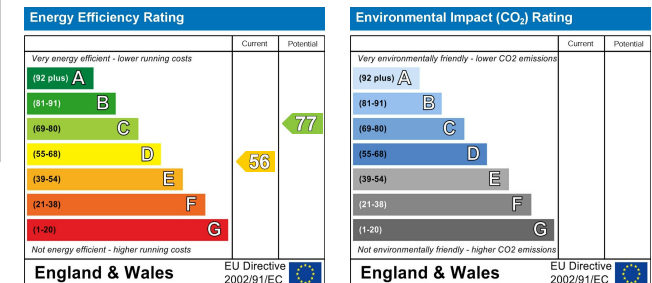 Energy Efficiency Rating
Current Potential
Very energy efficient - lower running costs
(92 plus) A
(81-91) B
(69-80) C
77
(55-68) D
56
(39-54) E
(21-38) F
(1-20) G
Not energy efficient - higher running costs
England & Wales
EU Directive
2002/91/EC
Environmental Impact (CO₂) Rating
Current Potential
Very environmentally friendly - lower CO2 emissions
(92 plus) A
(81-91) B
(69-80) C
(55-68) D
(39-54) E
(21-38) F
(1-20) G
Not environmentally friendly - higher CO2 emissions
England & Wales
EU Directive
2002/91/EC